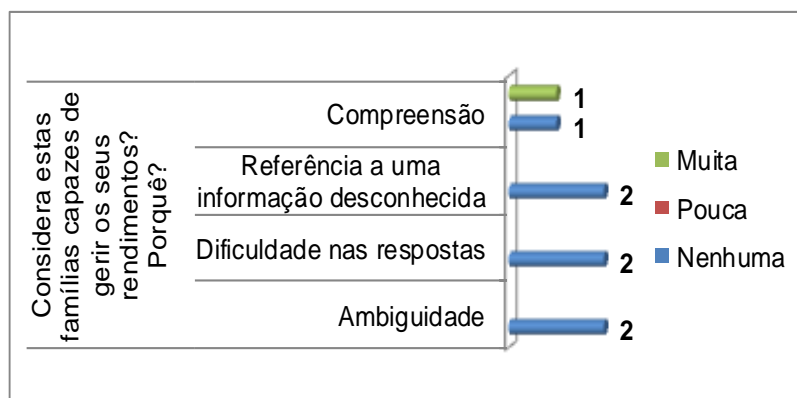 Considera estas
famílias capazes de
gerir os seus
rendimentos?
Porquê?
Compreensão
1
1
Referência a uma
informação desconhecida
2
Dificuldade nas respostas
2
Ambiguidade
2
Muita
Pouca
Nenhuma